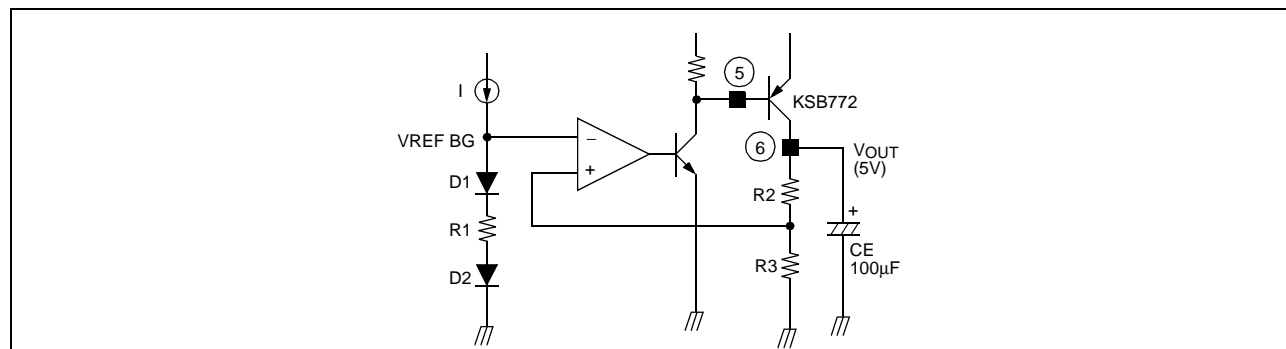 5
I
KSB772
VREF BG
−
6
VOUT
(5V)
D1
+
R2
+
R1
CE
100μF
R3
D2